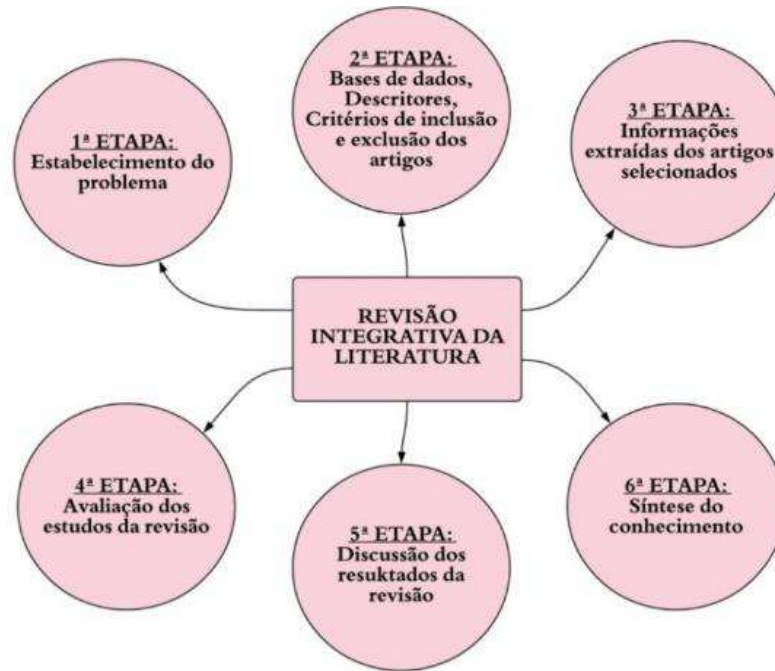 1ª ETAPA:
Estabelecimento do
problema
2ª ETAPA:
Bases de dados,
Descritores,
Critérios de inclusão
e exclusão dos
artigos
3ª ETAPA:
Informações
extraídas dos artigos
selecionados
REVISÃO
INTEGRATIVA DA
LITERATURA
4ª ETAPA:
Avaliação dos
estudos da revisão
5ª ETAPA:
Discussão dos
resuktados da
revisão
6ª ETAPA:
Síntese do
conhecimento